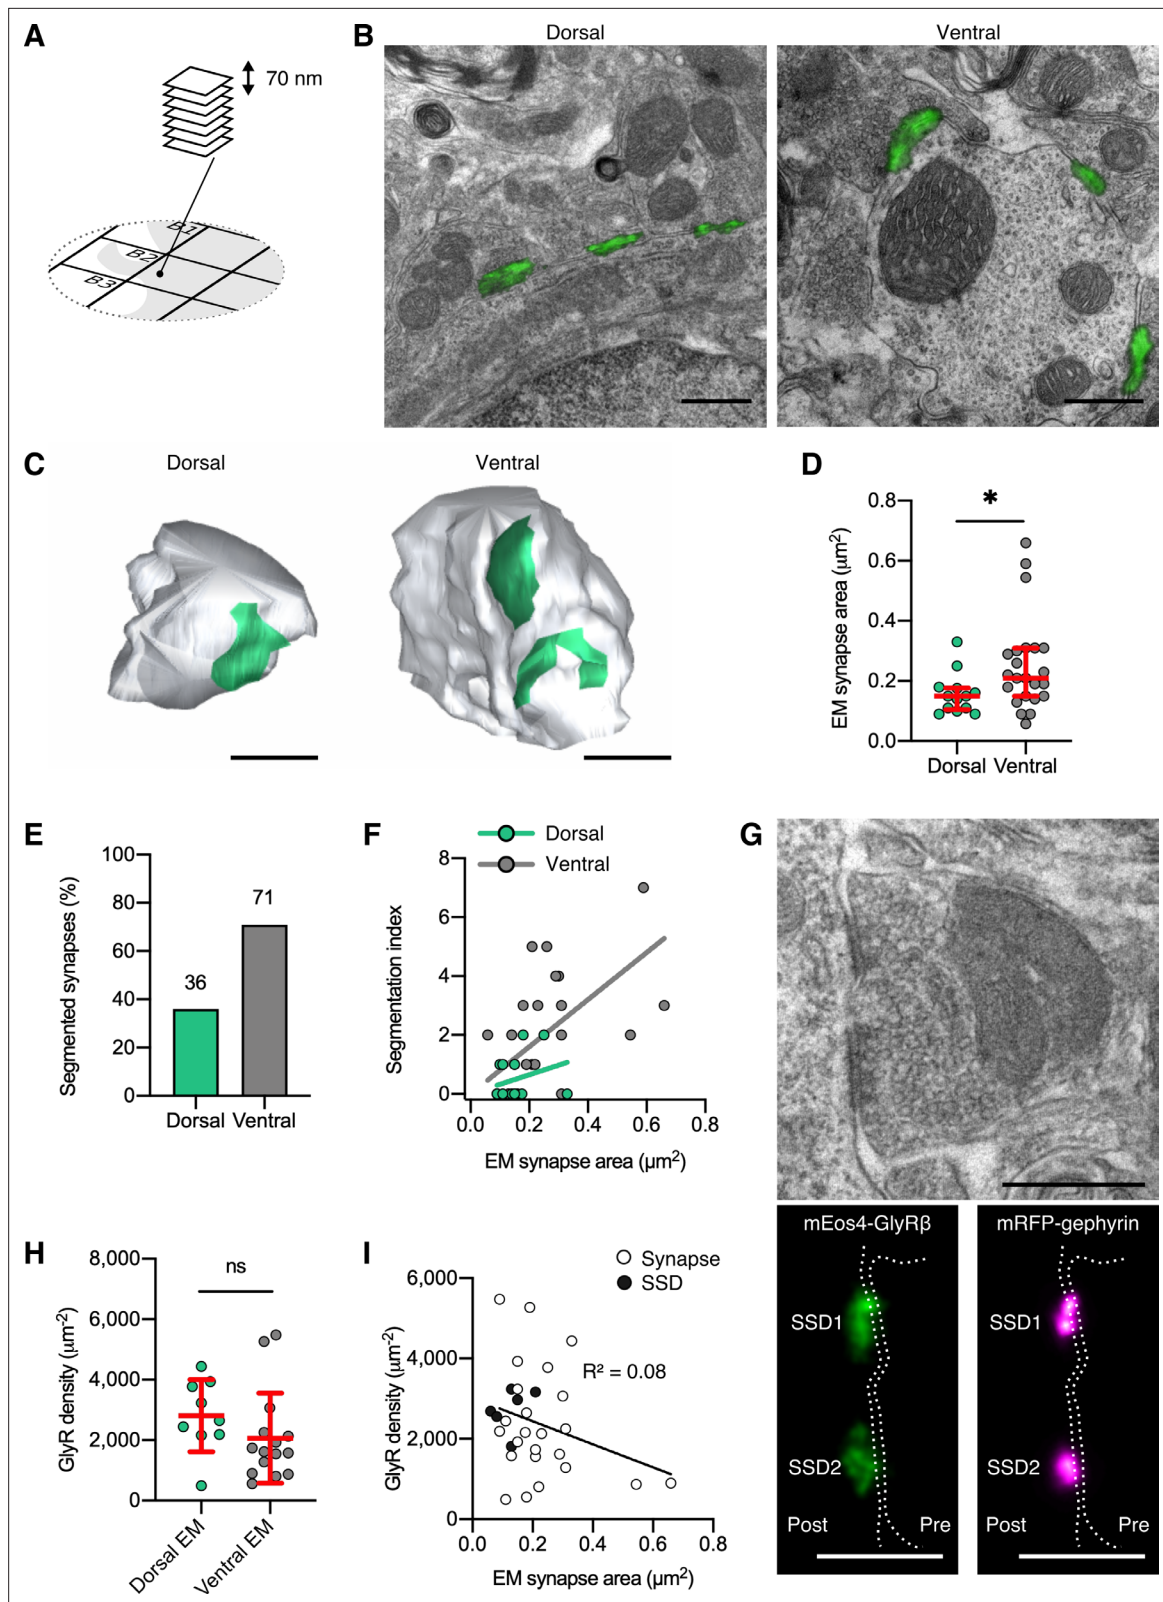 A
70 nm
B1
B2
B3
B
Dorsal
Ventral
C
Dorsal
Ventral
D
EM synapse area (μm²)
0.8
0.6
0.4
0.2
0.0
*
Dorsal Ventral
E
Segmented synapses (%)
100
80
60
40
20
0
36
71
Dorsal Ventral
F
Dorsal
Ventral
Segmentation index
8
6
4
2
0
0.0 0.2 0.4 0.6 0.8
EM synapse area (μm²)
G
mEos4-GlyRβ
SSD1
SSD2
Post
Pre
mRFP-gephyrin
SSD1
SSD2
Post
Pre
H
GlyR density (μm⁻²)
8,000
6,000
4,000
2,000
0
ns
Dorsal EM
Ventral EM
I
Synapse
SSD
GlyR density (μm⁻²)
6,000
4,000
2,000
0
R² = 0.08
0.0 0.2 0.4 0.6 0.8
EM synapse area (μm²)